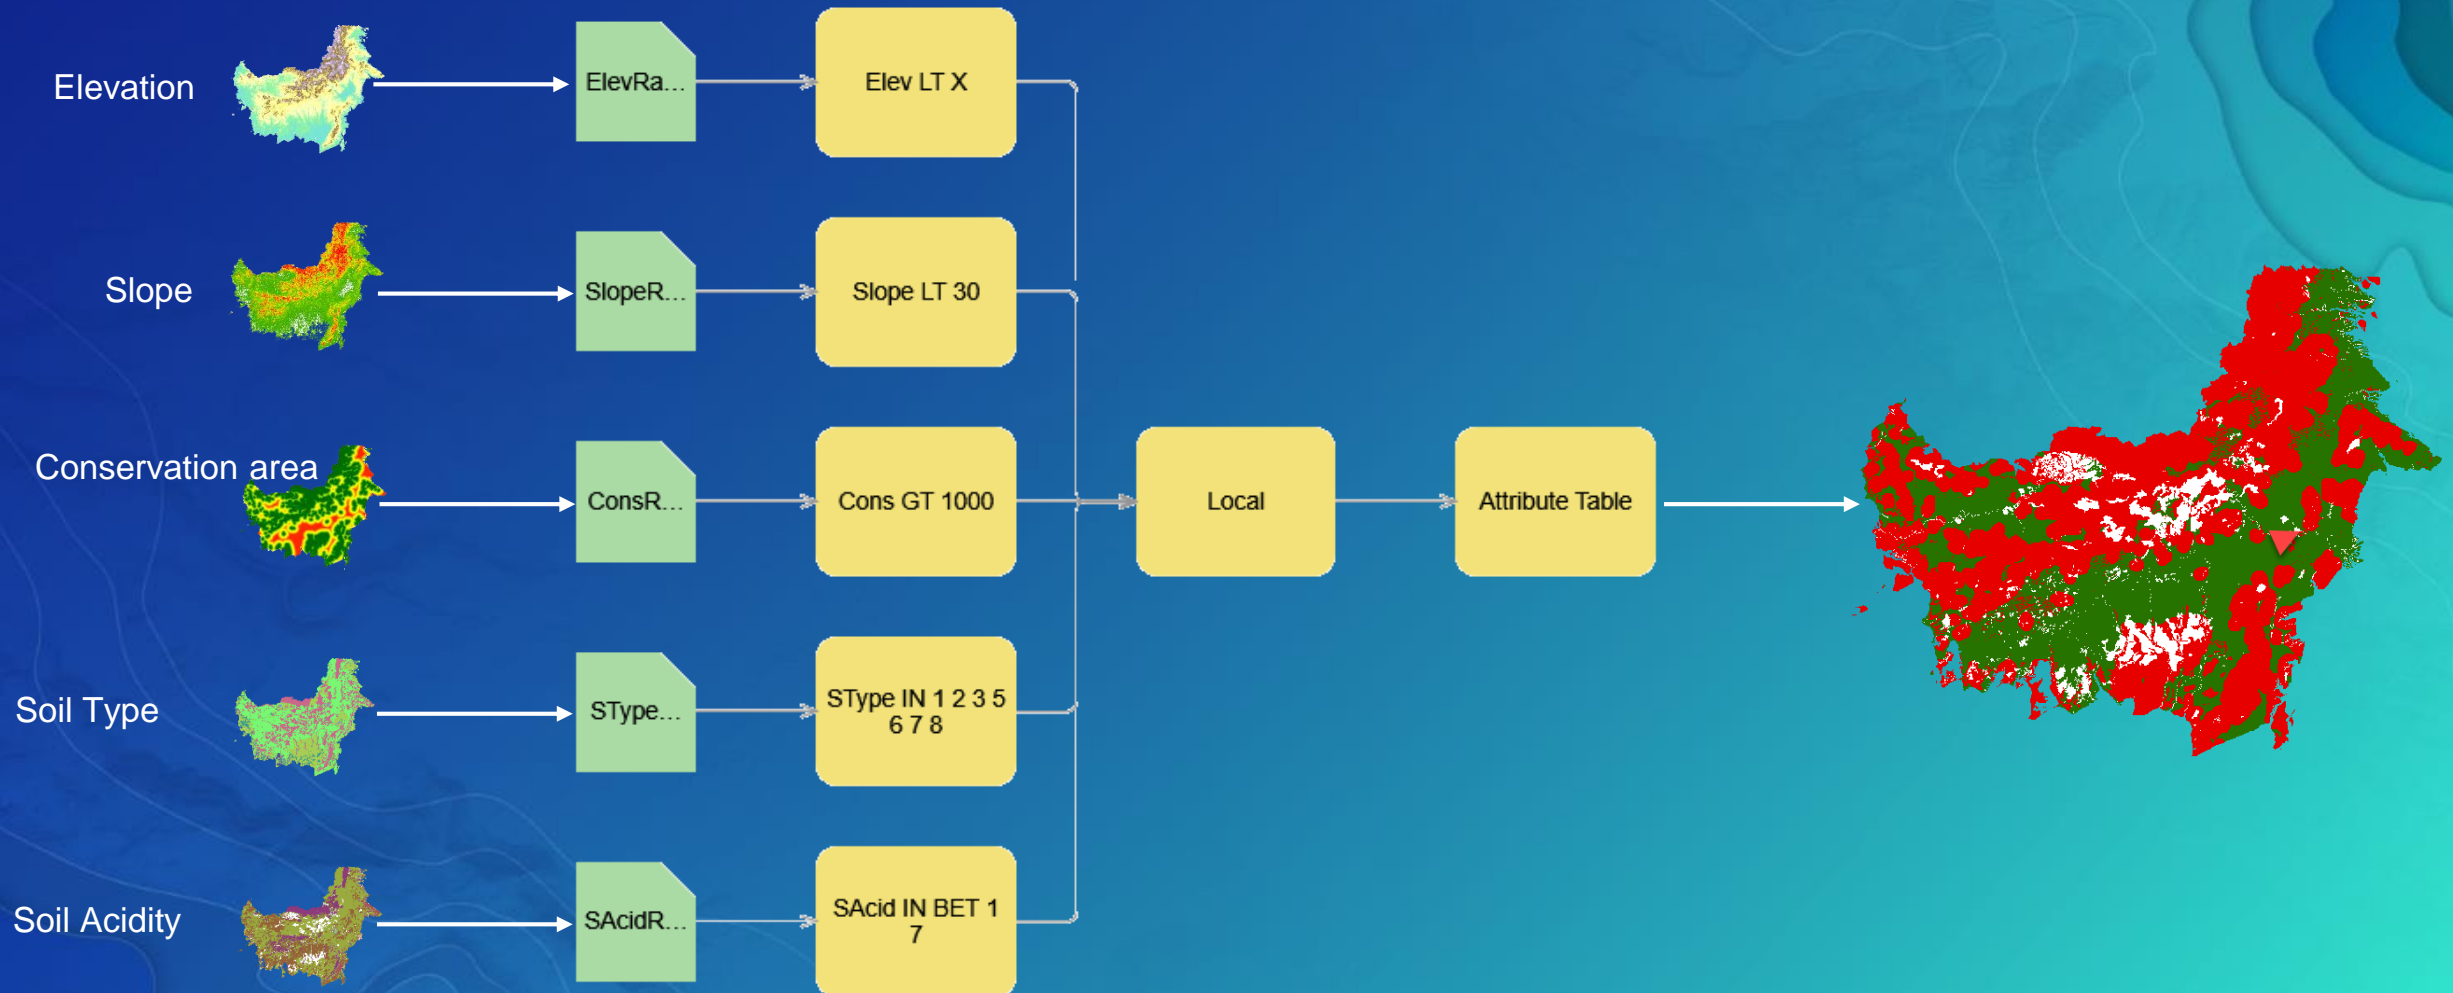 Elevation
ElevRa...
Elev LT X
Slope
SlopeR...
Slope LT 30
Conservation area
ConsR...
Cons GT 1000
Local
Attribute Table
Soil Type
SType...
SType IN 1 2 3 5
6 7 8
Soil Acidity
SAcidR...
SAcid IN BET 1
7